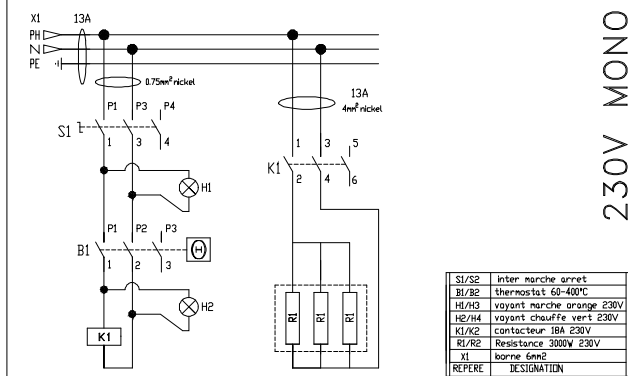 X1 13A
PH
N
PE
0.75mm² nickel
13A
4mm² nickel
P1 P3 P4
S1
1 3 4
H1
1 3 5
K1
2 4 6
P1 P2 P3
B1
1 2 3
H2
K1
R1 R1 R1
230V MONO
S1/S2 inter marche arret
B1/B2 thermostat 60-400°C
H1/H3 voyant marche orange 230V
H2/H4 voyant chauffe vert 230V
K1/K2 contacteur 18A 230V
R1/R2 Resistance 3000W 230V
X1 borne 6mm2
REPERE DESIGNATION